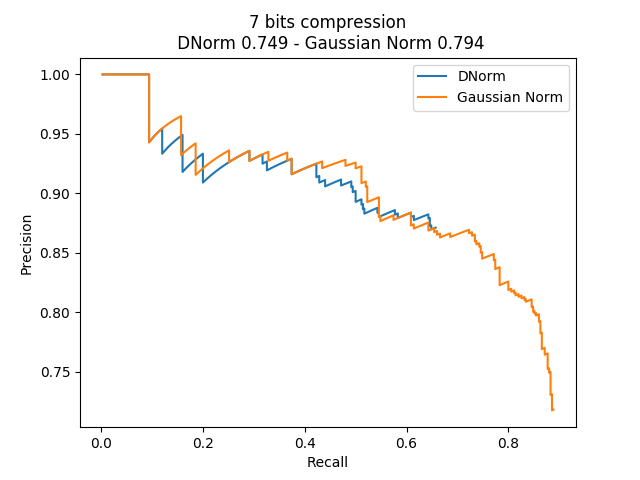 7 bits compression
DNorm 0.749 - Gaussian Norm 0.794
DNorm
Gaussian Norm
1.00
0.95
0.90
0.85
0.80
0.75
Precision
0.0 0.2 0.4 0.6 0.8
Recall